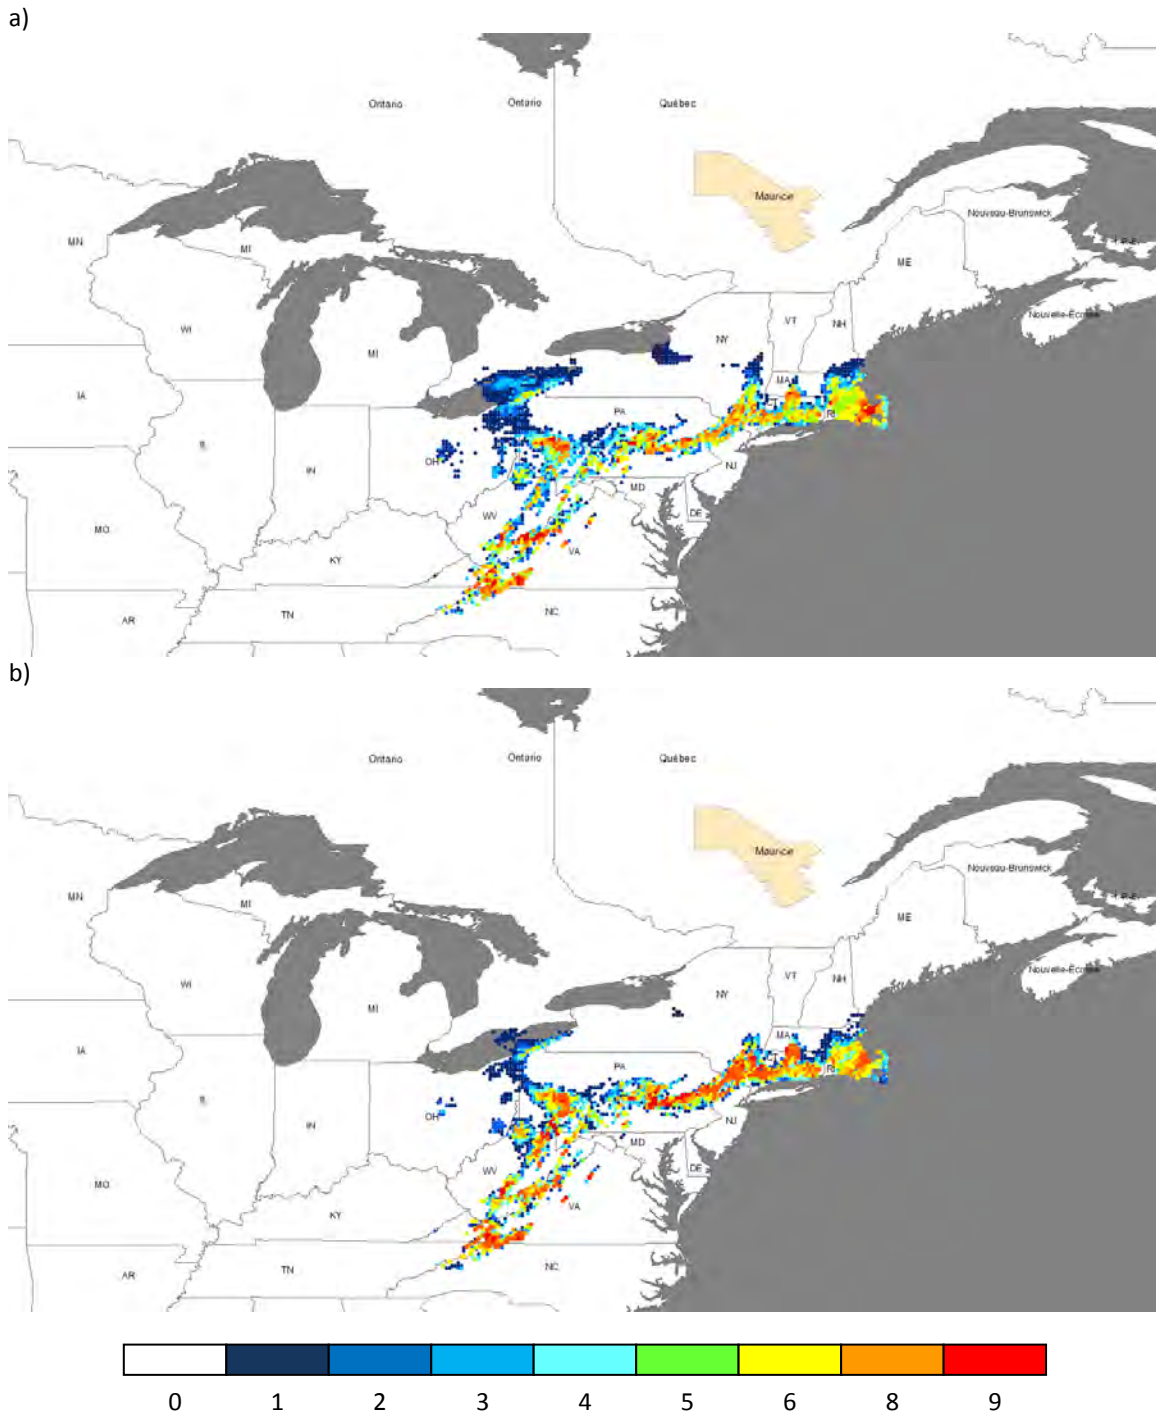 a)
Ontario Ontario Québec
Mauricie
Nouveau-Brunswick
MN MI ME
Nouvelle-Écosse
WI MI NY VT NH
IA MA
PA
IL OH
IN NJ
MD
WV DE
MO VA
KY
AR TN NC
b)
Ontario Ontario Québec
Mauricie
Nouveau-Brunswick
MN MI ME
Nouvelle-Écosse
WI MI NY VT NH
IA MA
PA
IL OH
IN NJ
MD
WV DE
MO VA
KY
AR TN NC
0 1 2 3 4 5 6 8 9